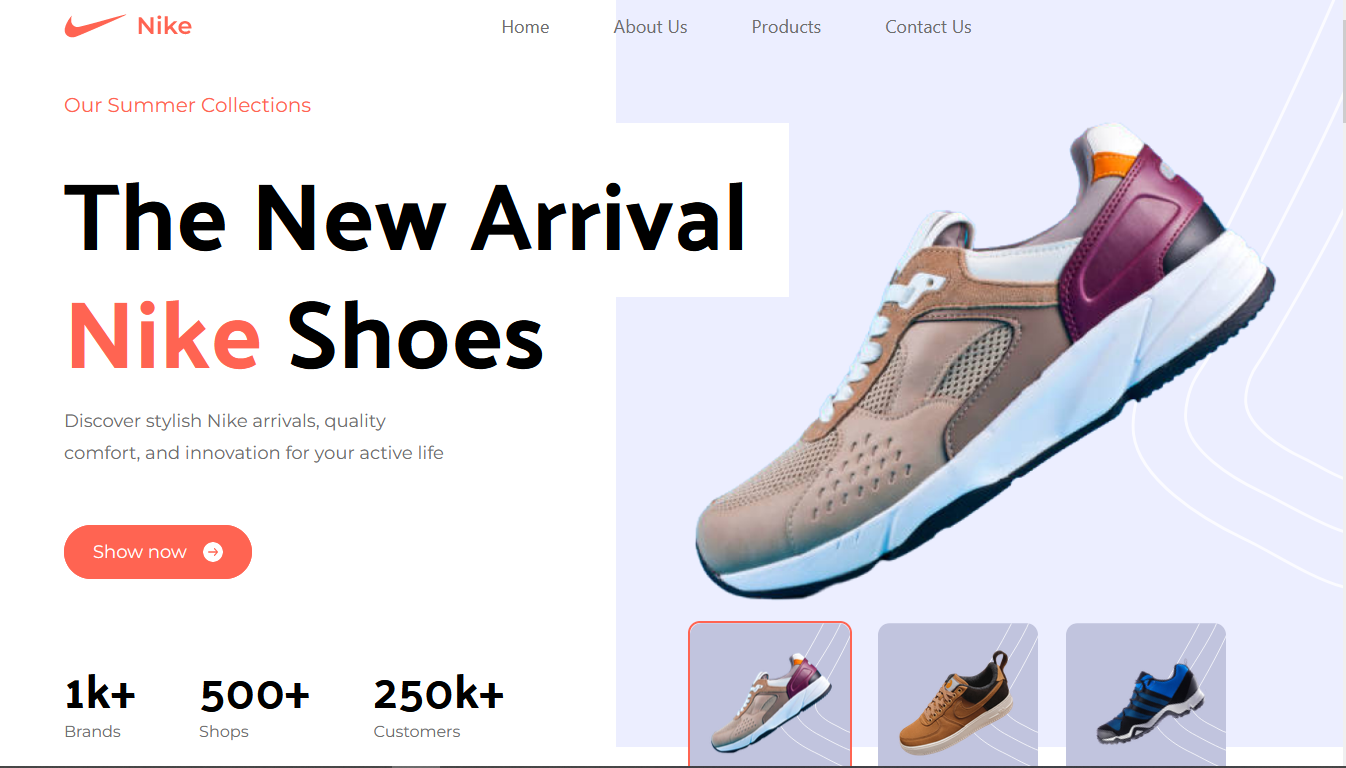 Nike
Home
About Us
Products
Contact Us
Our Summer Collections
The New Arrival
Nike Shoes
Discover stylish Nike arrivals, quality
comfort, and innovation for your active life
Show now
1k+
Brands
500+
Shops
250k+
Customers